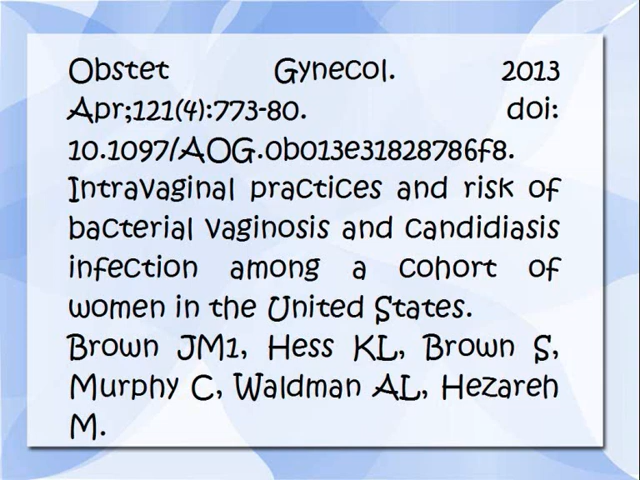 Obstet Gynecol. 2013
Apr;121(4):773-80. doi:
10.1097/AOG.0b013e31828786f8.
Intravaginal practices and risk of
bacterial vaginosis and candidiasis
infection among a cohort of
women in the United States.
Brown JM1, Hess KL, Brown S,
Murphy C, Waldman AL, Hezareh
M.